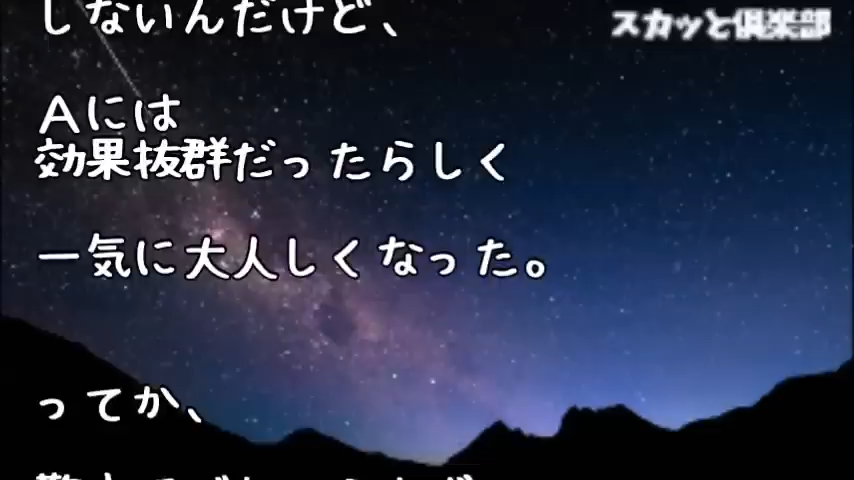 しないんだけど、
スカッと倶楽部
Aには
効果抜群だったらしく
一気に大人しくなった。
ってか、